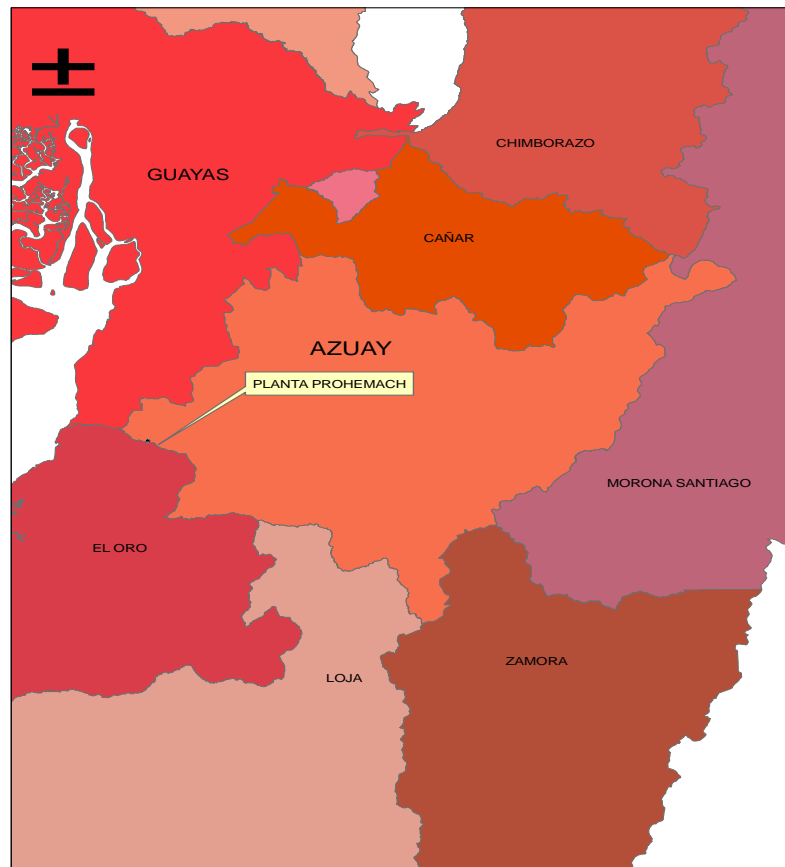 CHIMBORAZO
GUAYAS
CAÑAR
AZUAY
PLANTA PROHEMACH
MORONA SANTIAGO
EL ORO
ZAMORA
LOJA